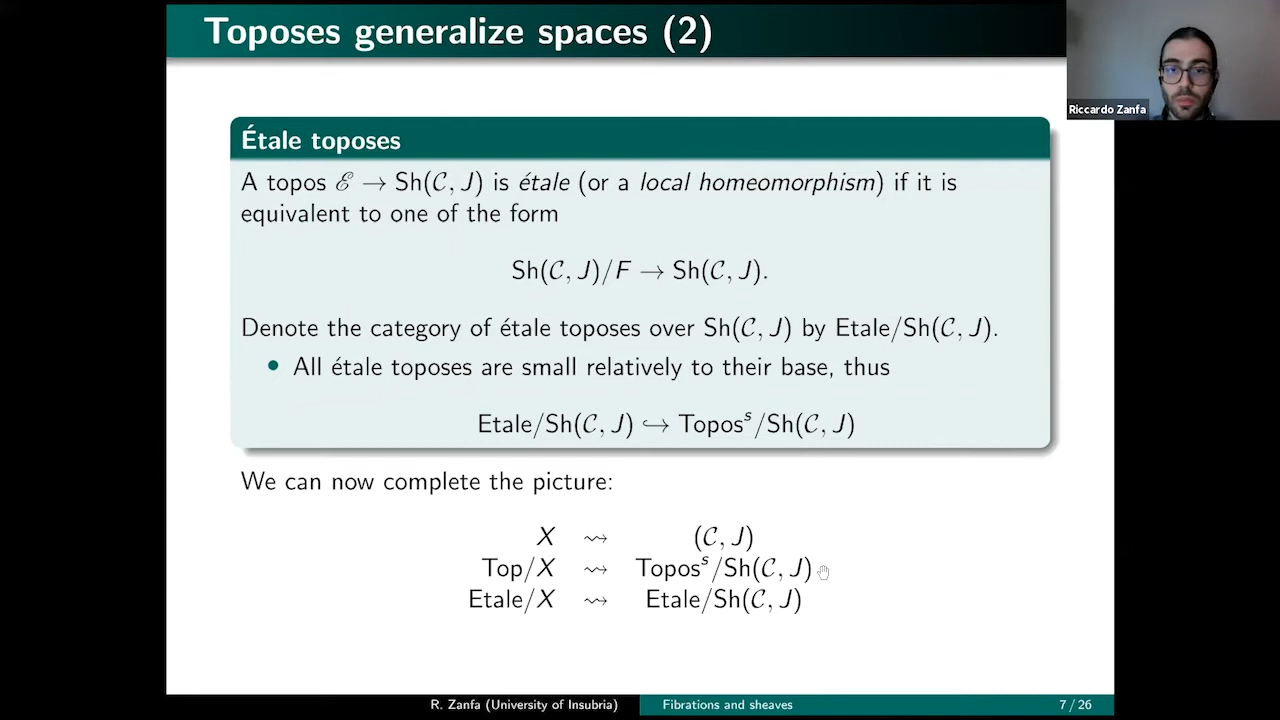 Toposes generalize spaces (2)
Riccardo Zanfa
Étale toposes
A topos ℰ → Sh(𝒞, J) is étale (or a local homeomorphism) if it is
equivalent to one of the form
Sh(𝒞, J)/F → Sh(𝒞, J).
Denote the category of étale toposes over Sh(𝒞, J) by Etale/Sh(𝒞, J).
• All étale toposes are small relatively to their base, thus
Etale/Sh(𝒞, J) ↪ Toposˢ/Sh(𝒞, J)
We can now complete the picture:
X ⇝ (𝒞, J)
Top/X ⇝ Toposˢ/Sh(𝒞, J)
Etale/X ⇝ Etale/Sh(𝒞, J)
R. Zanfa (University of Insubria) Fibrations and sheaves 7 / 26